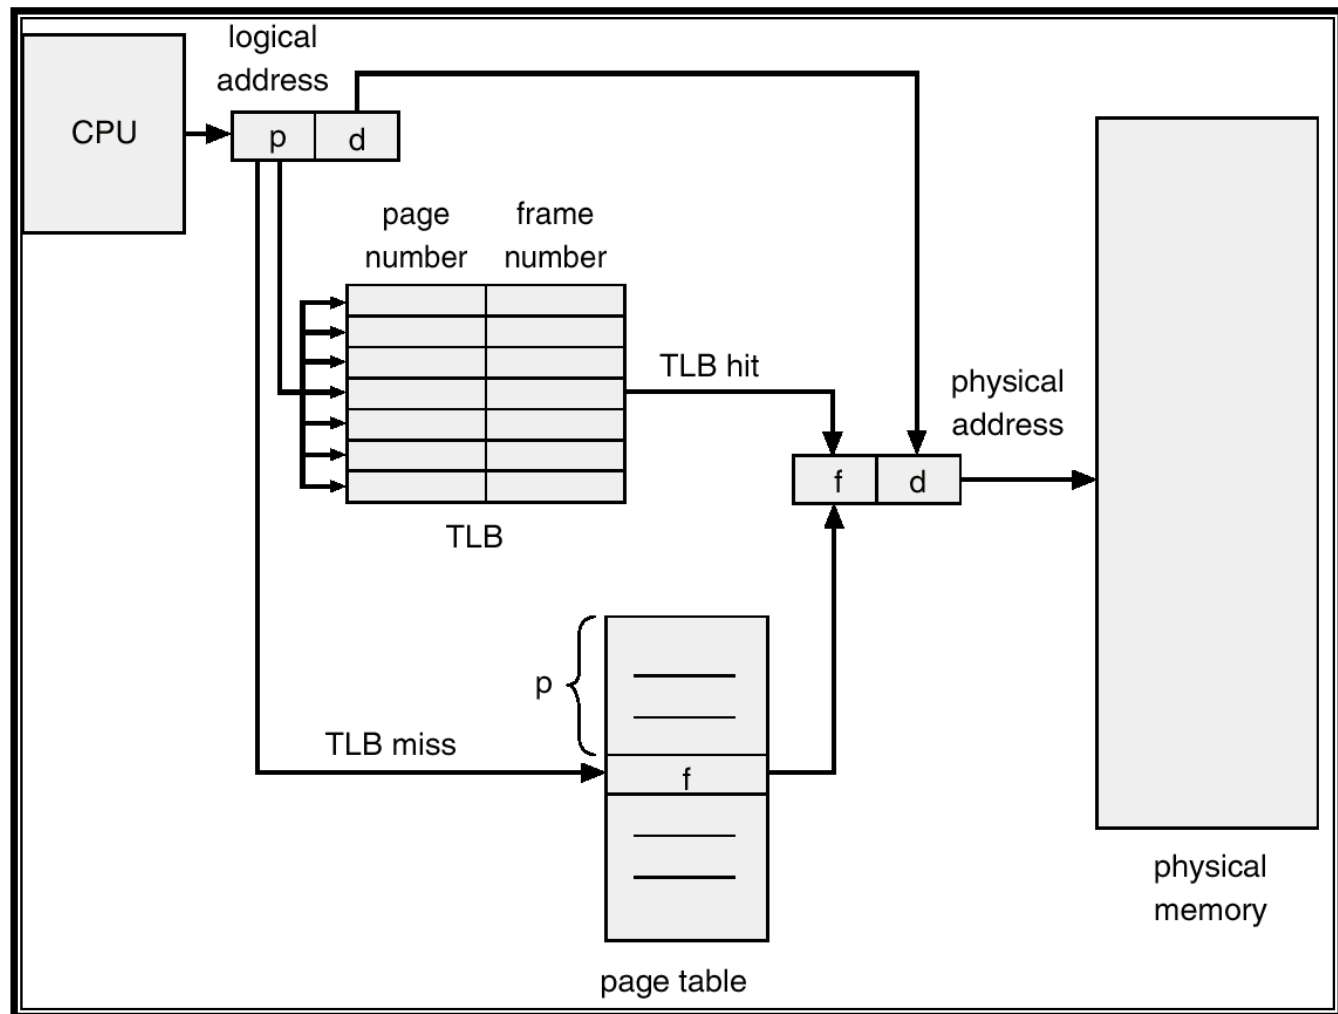 logical
address
CPU
p d
page
number
frame
number
TLB hit
physical
address
f d
TLB
p
TLB miss
f
physical
memory
page table